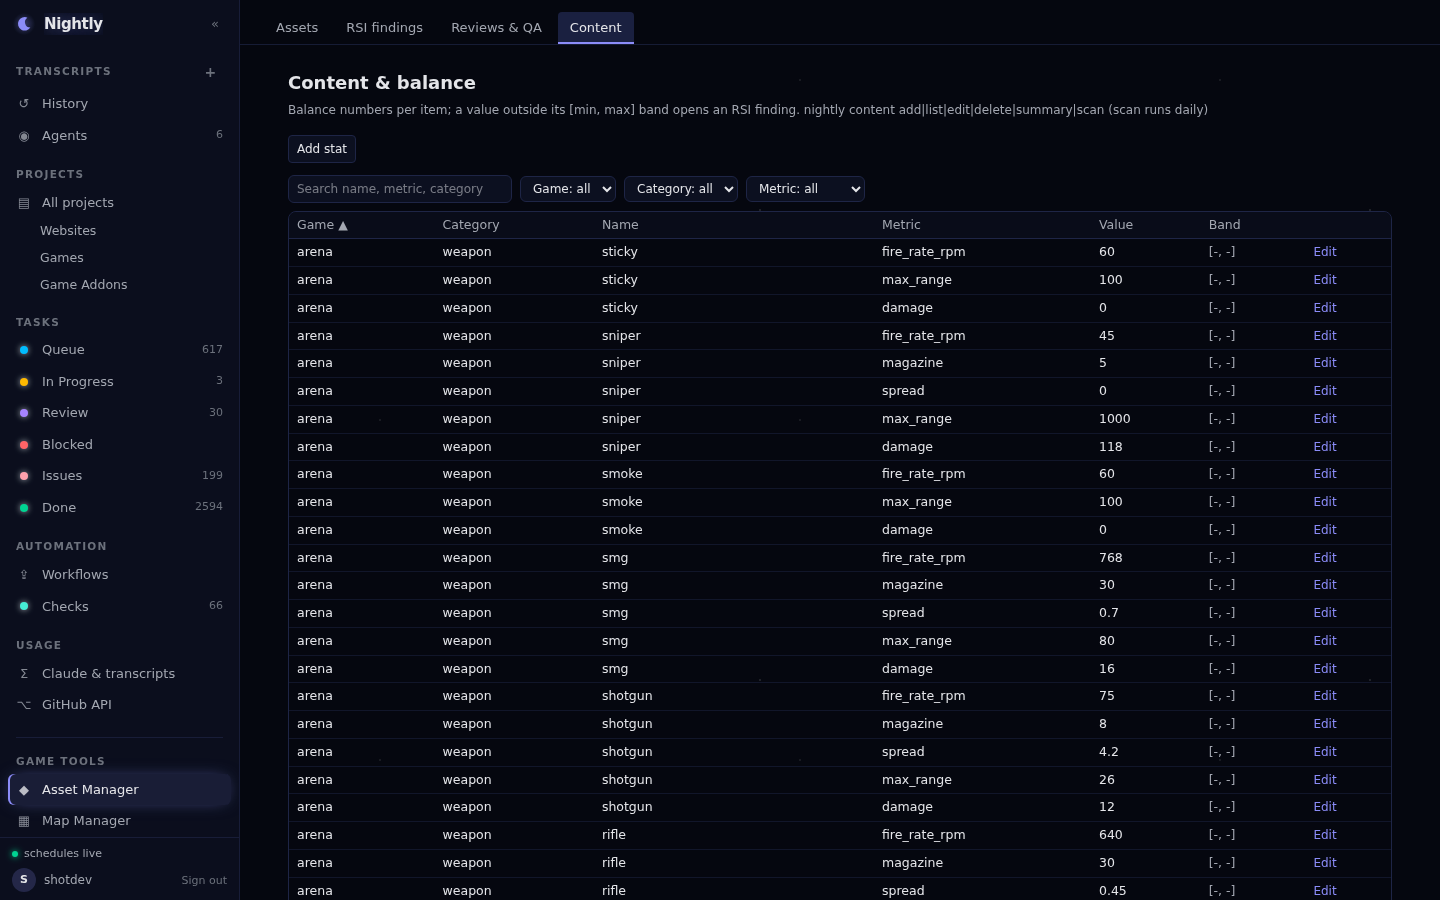 Nightly «
TRANSCRIPTS +
History
Agents 6
PROJECTS
All projects
Websites
Games
Game Addons
TASKS
Queue 617
In Progress 3
Review 30
Blocked
Issues 199
Done 2594
AUTOMATION
Workflows
Checks 66
USAGE
Σ Claude & transcripts
GitHub API
GAME TOOLS
Asset Manager
Map Manager
schedules live
S shotdev Sign out
Assets RSI findings Reviews & QA Content
Content & balance
Balance numbers per item; a value outside its [min, max] band opens an RSI finding. nightly content add|list|edit|delete|summary|scan (scan runs daily)
Add stat
Search name, metric, category Game: all Category: all Metric: all
Game ▲ Category Name Metric Value Band
arena weapon sticky fire_rate_rpm 60 [-, -] Edit
arena weapon sticky max_range 100 [-, -] Edit
arena weapon sticky damage 0 [-, -] Edit
arena weapon sniper fire_rate_rpm 45 [-, -] Edit
arena weapon sniper magazine 5 [-, -] Edit
arena weapon sniper spread 0 [-, -] Edit
arena weapon sniper max_range 1000 [-, -] Edit
arena weapon sniper damage 118 [-, -] Edit
arena weapon smoke fire_rate_rpm 60 [-, -] Edit
arena weapon smoke max_range 100 [-, -] Edit
arena weapon smoke damage 0 [-, -] Edit
arena weapon smg fire_rate_rpm 768 [-, -] Edit
arena weapon smg magazine 30 [-, -] Edit
arena weapon smg spread 0.7 [-, -] Edit
arena weapon smg max_range 80 [-, -] Edit
arena weapon smg damage 16 [-, -] Edit
arena weapon shotgun fire_rate_rpm 75 [-, -] Edit
arena weapon shotgun magazine 8 [-, -] Edit
arena weapon shotgun spread 4.2 [-, -] Edit
arena weapon shotgun max_range 26 [-, -] Edit
arena weapon shotgun damage 12 [-, -] Edit
arena weapon rifle fire_rate_rpm 640 [-, -] Edit
arena weapon rifle magazine 30 [-, -] Edit
arena weapon rifle spread 0.45 [-, -] Edit